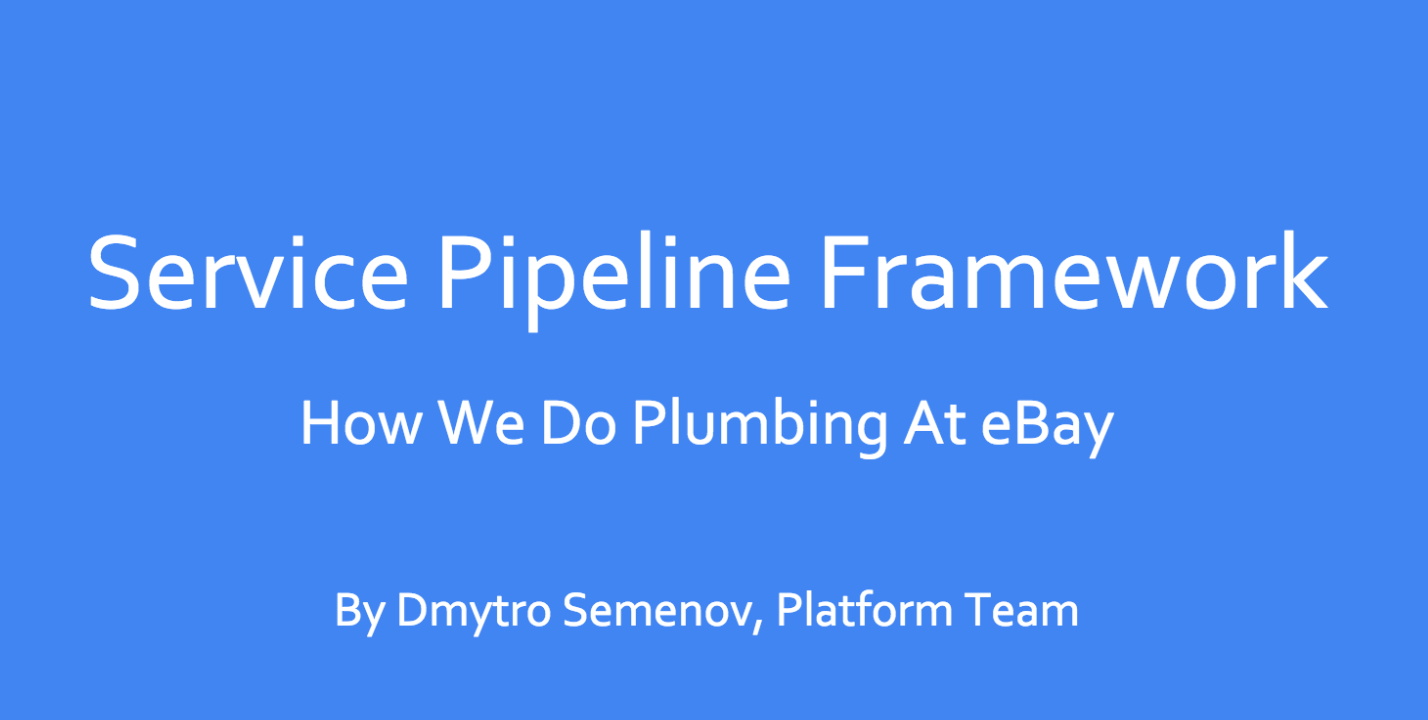 Service Pipeline Framework
How We Do Plumbing At eBay
By Dmytro Semenov, Platform Team